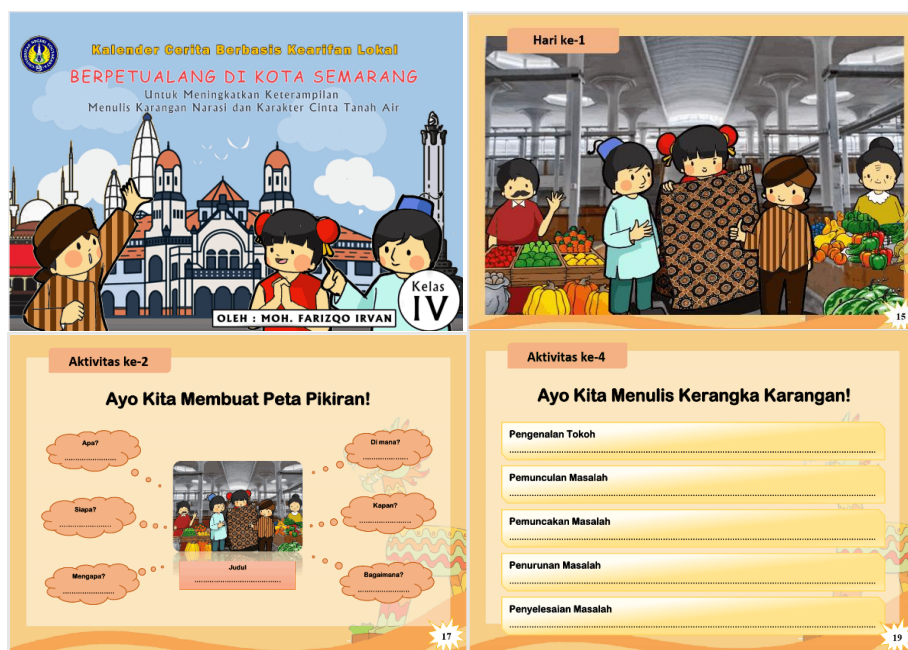 Kalender Cerita Berbasis Kearifan Lokal
BERPETUALANG DI KOTA SEMARANG
Untuk Meningkatkan Keterampilan
Menulis Karangan Narasi dan Karakter Cinta Tanah Air
Kelas
IV
OLEH : MOH. FARIZQO IRVAN
Hari ke-1
15
Aktivitas ke-2
Ayo Kita Membuat Peta Pikiran!
Apa?
Di mana?
Siapa?
Kapan?
Mengapa?
Bagaimana?
Judul
17
Aktivitas ke-4
Ayo Kita Menulis Kerangka Karangan!
Pengenalan Tokoh
Pemunculan Masalah
Pemuncakan Masalah
Penurunan Masalah
Penyelesaian Masalah
19